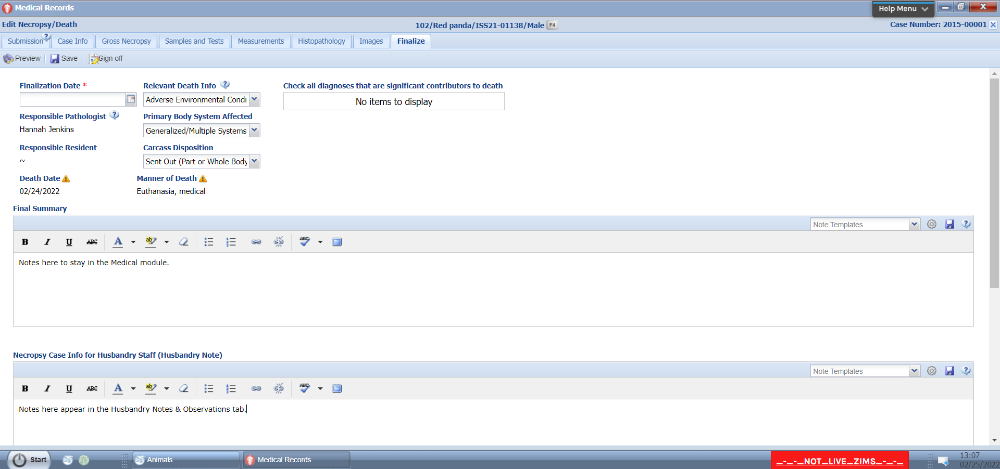 Medical Records
Help Menu
Edit Necropsy/Death
102/Red panda/ISS21-01138/Male F4
Case Number: 2015-00001
Submission Case Info Gross Necropsy Samples and Tests Measurements Histopathology Images Finalize
Preview Save Sign off
Finalization Date * Relevant Death Info Check all diagnoses that are significant contributors to death
Adverse Environmental Condi No items to display
Responsible Pathologist Primary Body System Affected
Hannah Jenkins Generalized/Multiple Systems
Responsible Resident Carcass Disposition
~ Sent Out (Part or Whole Body
Death Date Manner of Death
02/24/2022 Euthanasia, medical
Final Summary
Note Templates
B I U ABC A ab ABC
Notes here to stay in the Medical module.
Necropsy Case Info for Husbandry Staff (Husbandry Note)
Note Templates
B I U ABC A ab ABC
Notes here appear in the Husbandry Notes & Observations tab.
Start Animals Medical Records _-_-_NOT_LIVE_ZIMS_-_-_ 13:07
02/25/2022